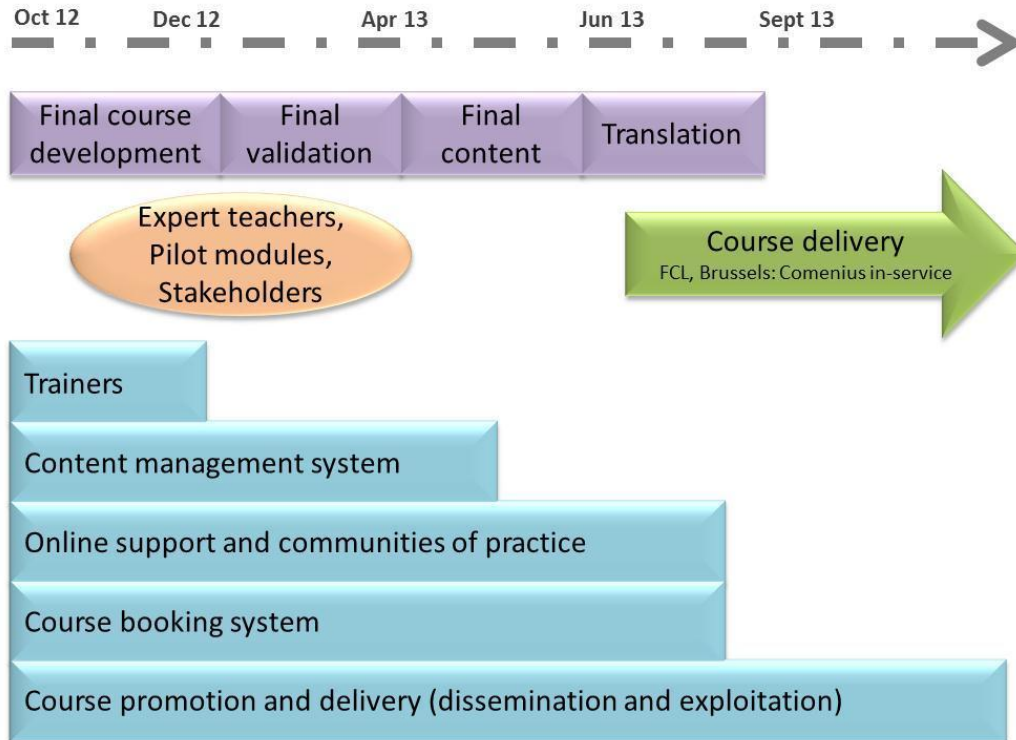 Oct 12
Dec 12
Apr 13
Jun 13
Sept 13
Final course
development
Final
validation
Final
content
Translation
Expert teachers,
Pilot modules,
Stakeholders
Course delivery
FCL, Brussels: Comenius in-service
Trainers
Content management system
Online support and communities of practice
Course booking system
Course promotion and delivery (dissemination and exploitation)